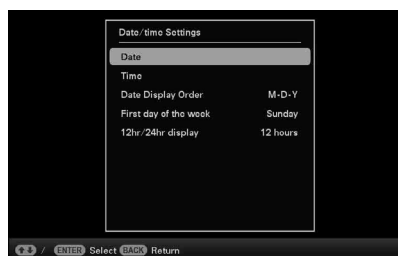 Date/time Settings
Date
Time
Date Display Order M-D-Y
First day of the week Sunday
12hr/24hr display 12 hours
/ ENTER Select BACK Return